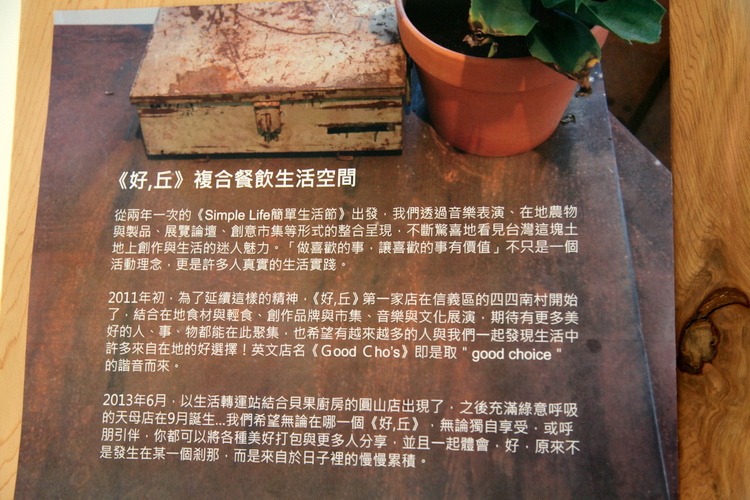 《好,丘》複合餐飲生活空間
從兩年一次的《Simple Life簡單生活節》出發，我們透過音樂表演、在地農物
與製品、展覽論壇、創意市集等形式的整合呈現，不斷驚喜地看見台灣這塊土
地上創作與生活的迷人魅力。「做喜歡的事，讓喜歡的事有價值」不只是一個
活動理念，更是許多人真實的生活實踐。
2011年初，為了延續這樣的精神，《好,丘》第一家店在信義區的四四南村開始
了，結合在地食材與輕食、創作品牌與市集、音樂與文化展演，期待有更多美
好的人、事、物都能在此聚集，也希望有越來越多的人與我們一起發現生活中
許多來自在地的好選擇！英文店名《Good Cho's》即是取＂good choice＂
的諧音而來。
2013年6月，以生活轉運站結合貝果廚房的圓山店出現了，之後充滿綠意呼吸
的天母店在9月誕生...我們希望無論在哪一個《好,丘》，無論獨自享受，或呼
朋引伴，你都可以將各種美好打包與更多人分享，並且一起體會，好，原來不
是發生在某一個剎那，而是來自於日子裡的慢慢累積。